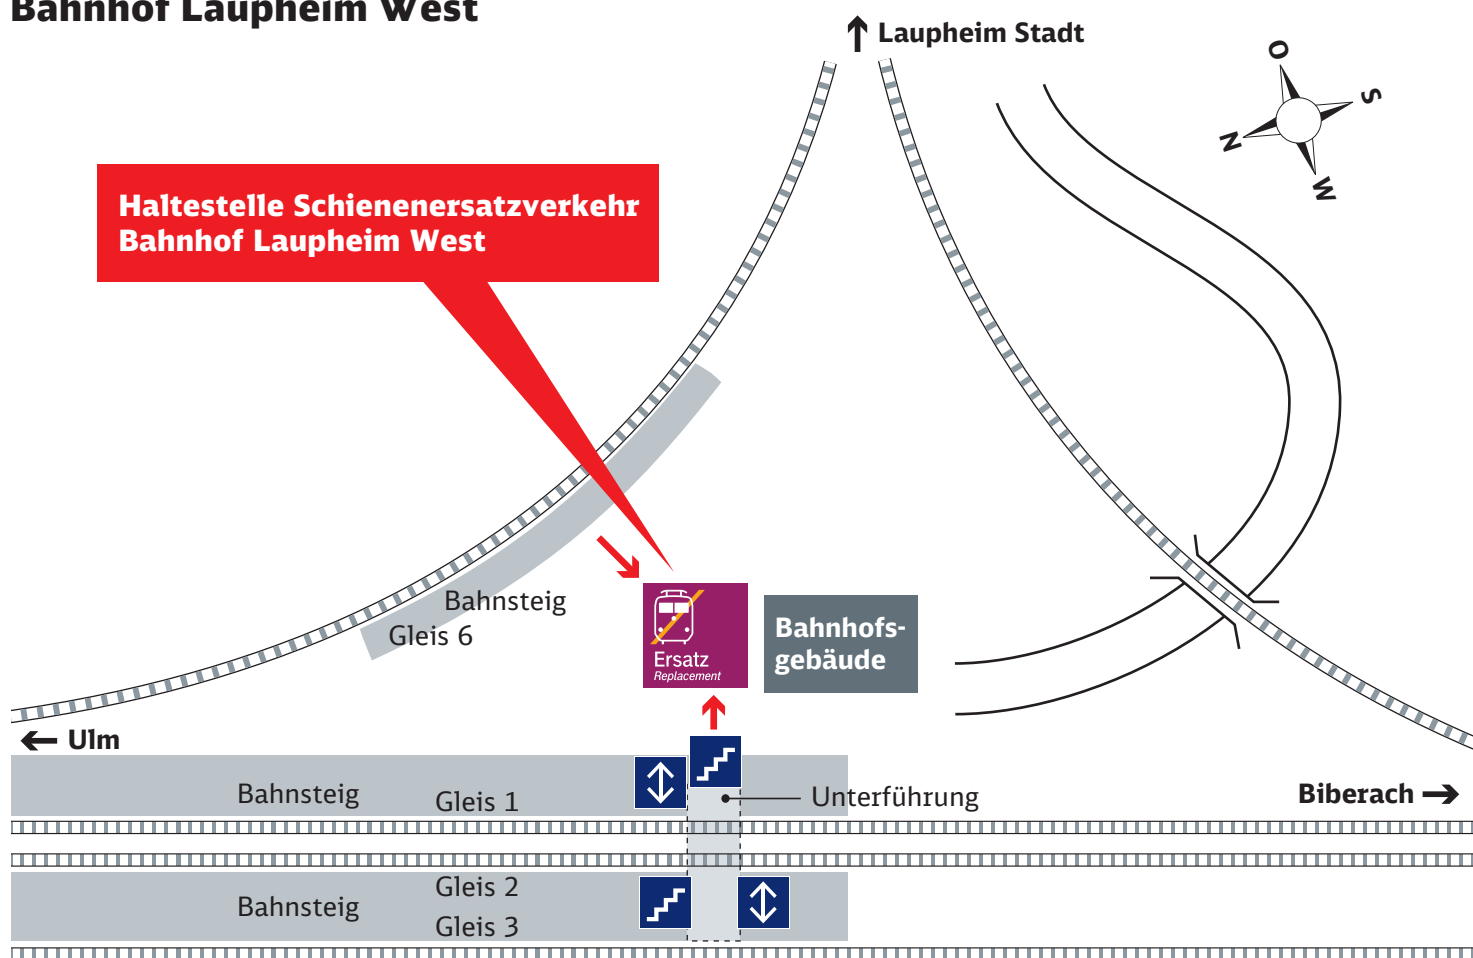 Bahnhof Laupheim West
Laupheim Stadt
O
S
N
W
Haltestelle Schienenersatzverkehr
Bahnhof Laupheim West
Bahnsteig
Gleis 6
Ersatz
Replacement
Bahnhofs-
gebäude
Ulm
Bahnsteig
Gleis 1
Unterführung
Biberach
Bahnsteig
Gleis 2
Gleis 3